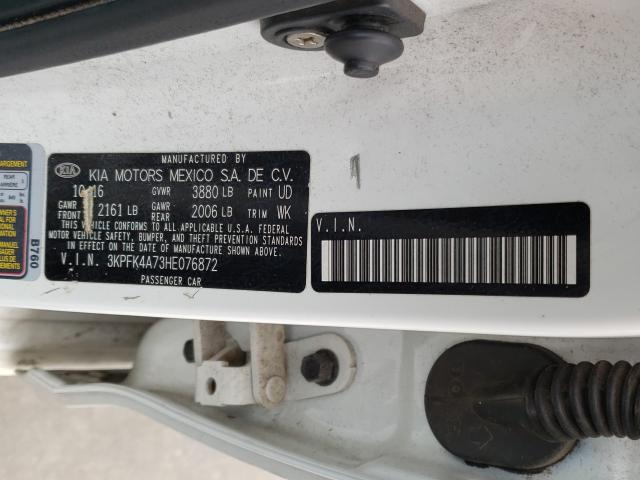 MANUFACTURED BY
KIA KIA MOTORS MEXICO S.A. DE C.V.
GVWR 3880 LB PAINT UD
GAWR FRONT 2161 LB GAWR REAR 2006 LB TRIM WK
THIS VEHICLE CONFORMS TO ALL APPLICABLE U.S.A. FEDERAL
MOTOR VEHICLE SAFETY, BUMPER, AND THEFT PREVENTION STANDARDS
IN EFFECT ON THE DATE OF MANUFACTURE SHOWN ABOVE.
V.I.N. 3KPFK4A73HE076872
PASSENGER CAR
V.I.N.
B760